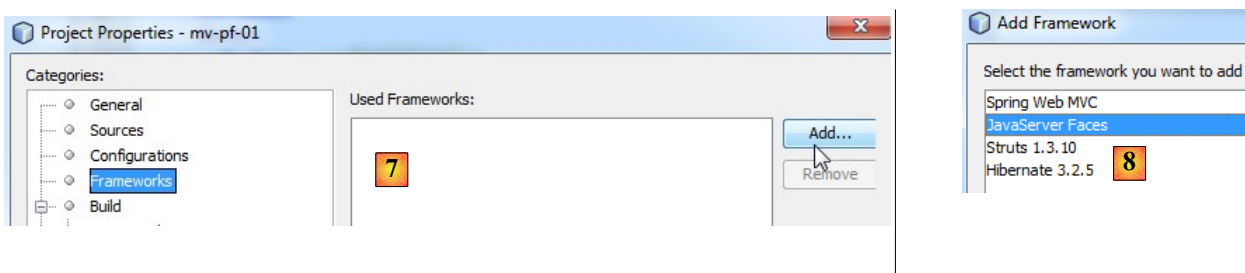 Project Properties - mv-pf-01
Categories:
General
Sources
Configurations
Frameworks
Build
Used Frameworks:
7
Add...
Remove
Add Framework
Select the framework you want to add
Spring Web MVC
JavaServer Faces
Struts 1.3.10
Hibernate 3.2.5
8